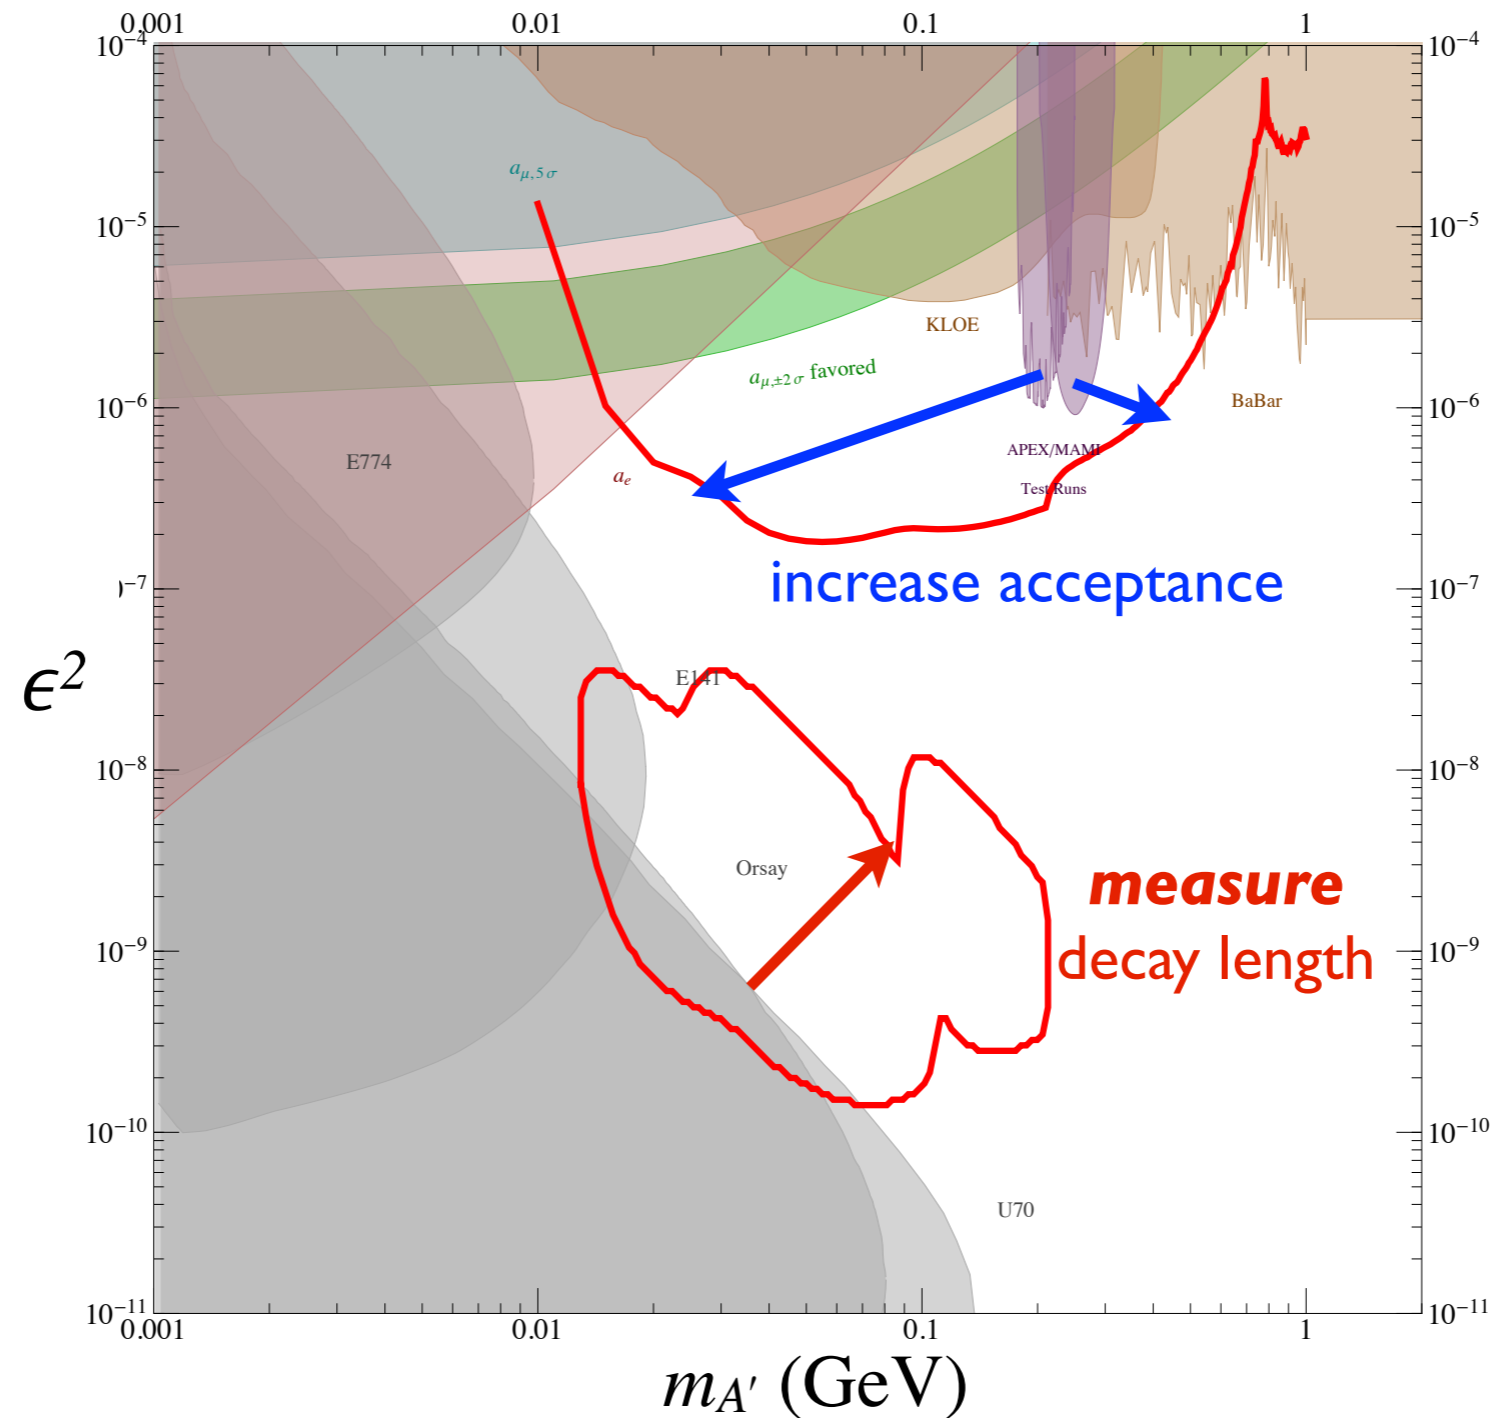 0.001 0.01 0.1 1
10⁻⁴ 10⁻⁴
a_μ,5σ
10⁻⁵ 10⁻⁵
KLOE
a_μ,±2σ favored
10⁻⁶ BaBar 10⁻⁶
E774 APEX/MAMI
a_e Test Runs
increase acceptance
)⁻⁷ 10⁻⁷
ϵ²
E141
10⁻⁸ 10⁻⁸
Orsay measure
10⁻⁹ decay length 10⁻⁹
10⁻¹⁰ 10⁻¹⁰
U70
10⁻¹¹ 10⁻¹¹
0.001 0.01 0.1 1
m_A′ (GeV)